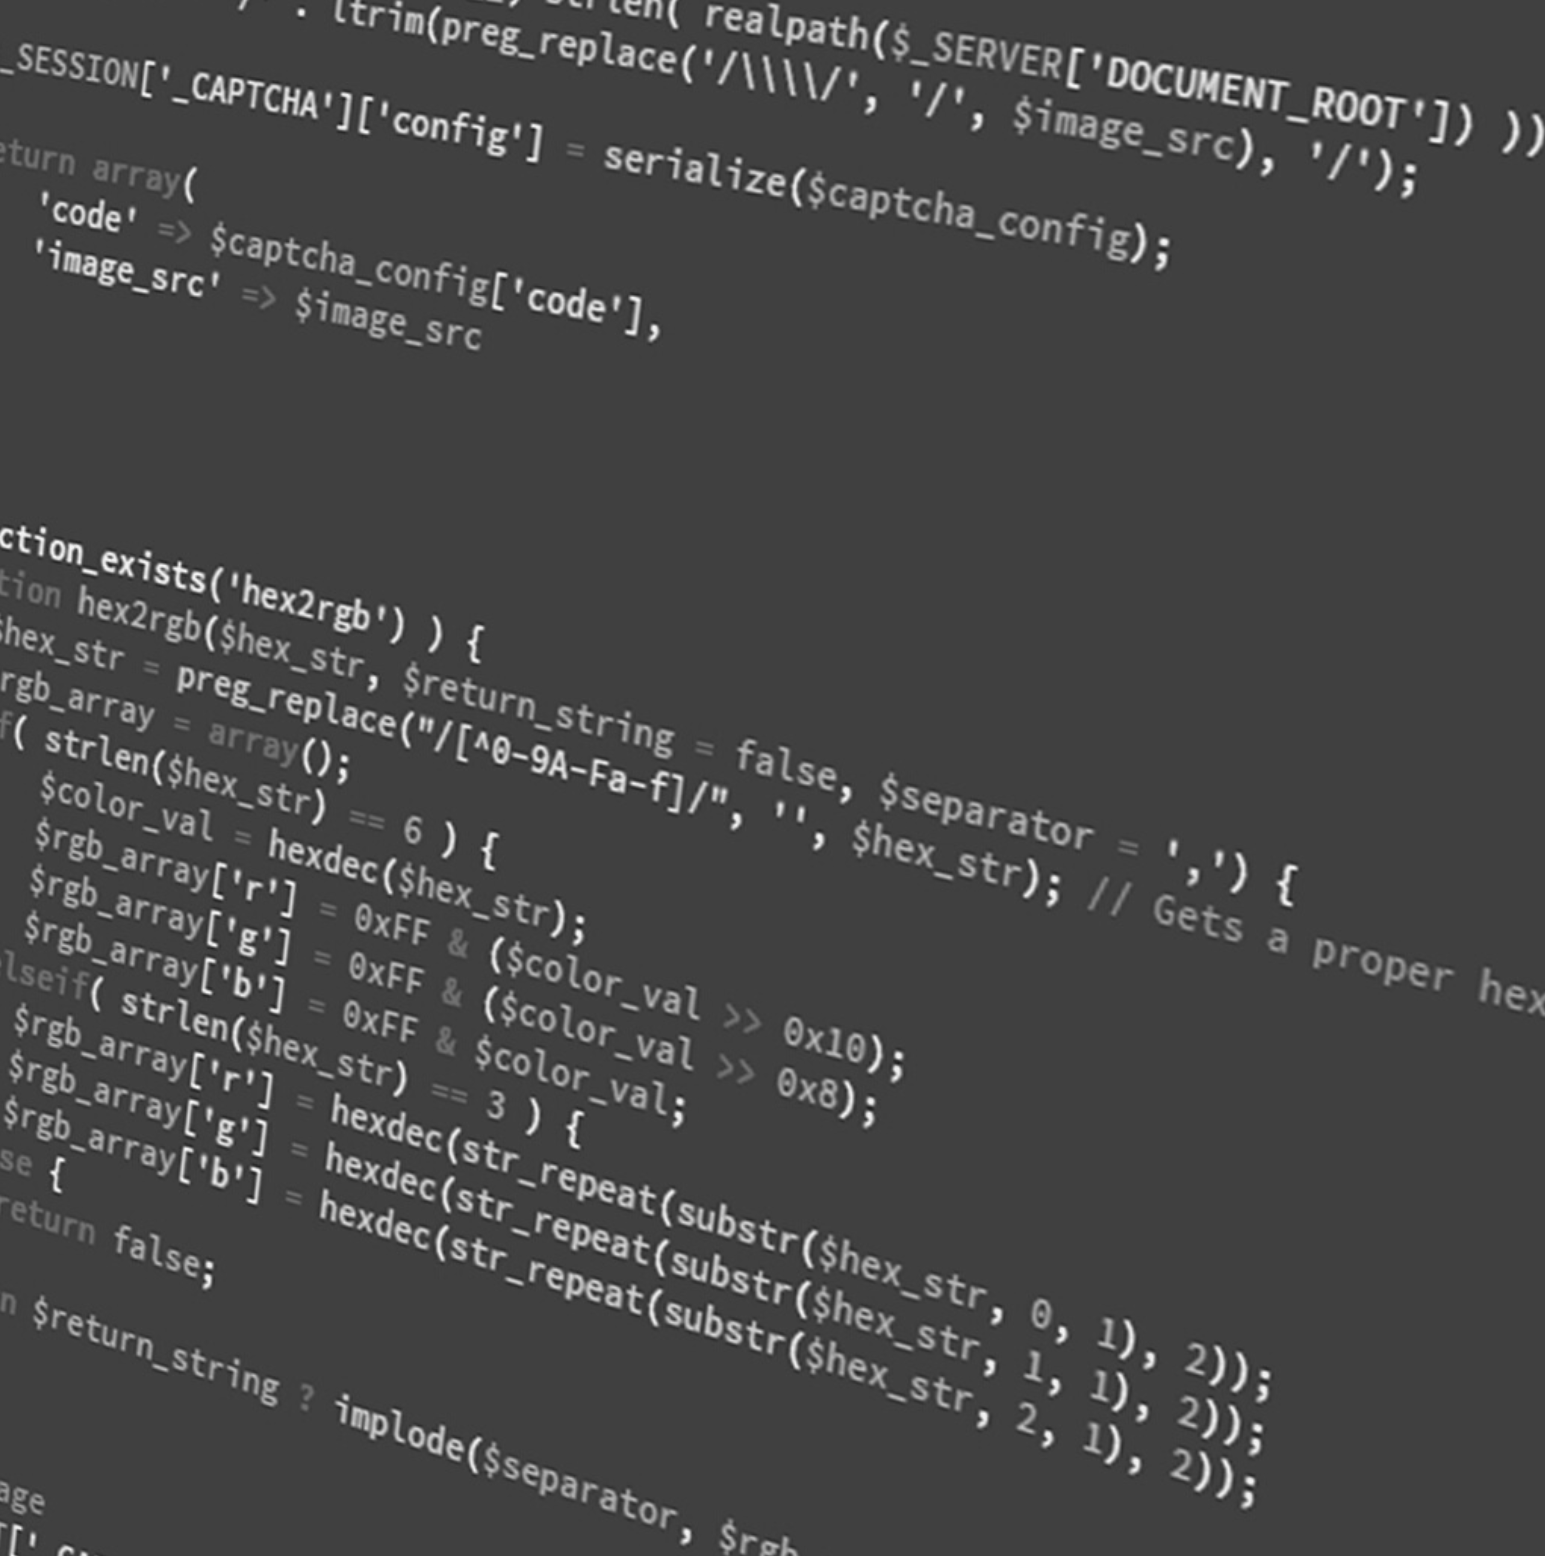 strlen( realpath($_SERVER['DOCUMENT_ROOT']) ))
. ltrim(preg_replace('/\\\\/', '/', $image_src), '/');
_SESSION['_CAPTCHA']['config'] = serialize($captcha_config);
eturn array(
'code' => $captcha_config['code'],
'image_src' => $image_src
ction_exists('hex2rgb') ) {
tion hex2rgb($hex_str, $return_string = false, $separator = ',') {
$hex_str = preg_replace("/[^0-9A-Fa-f]/", '', $hex_str); // Gets a proper hex
rgb_array = array();
f( strlen($hex_str) == 6 ) {
$color_val = hexdec($hex_str);
$rgb_array['r'] = 0xFF & ($color_val >> 0x10);
$rgb_array['g'] = 0xFF & ($color_val >> 0x8);
$rgb_array['b'] = 0xFF & $color_val;
lseif( strlen($hex_str) == 3 ) {
$rgb_array['r'] = hexdec(str_repeat(substr($hex_str, 0, 1), 2));
$rgb_array['g'] = hexdec(str_repeat(substr($hex_str, 1, 1), 2));
$rgb_array['b'] = hexdec(str_repeat(substr($hex_str, 2, 1), 2));
se {
return false;
n $return_string ? implode($separator, $rgb
age